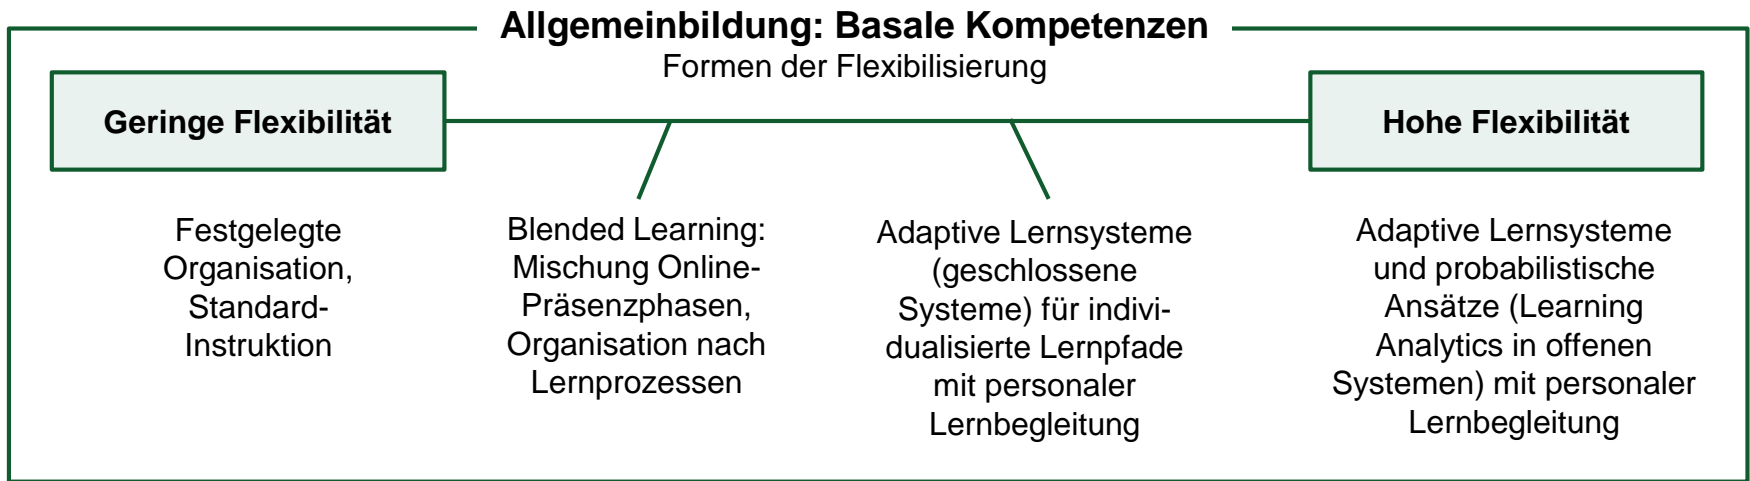 Allgemeinbildung: Basale Kompetenzen
Formen der Flexibilisierung
Geringe Flexibilität
Hohe Flexibilität
Festgelegte
Organisation,
Standard-
Instruktion
Blended Learning:
Mischung Online-
Präsenzphasen,
Organisation nach
Lernprozessen
Adaptive Lernsysteme
(geschlossene
Systeme) für indivi-
dualisierte Lernpfade
mit personaler
Lernbegleitung
Adaptive Lernsysteme
und probabilistische
Ansätze (Learning
Analytics in offenen
Systemen) mit personaler
Lernbegleitung